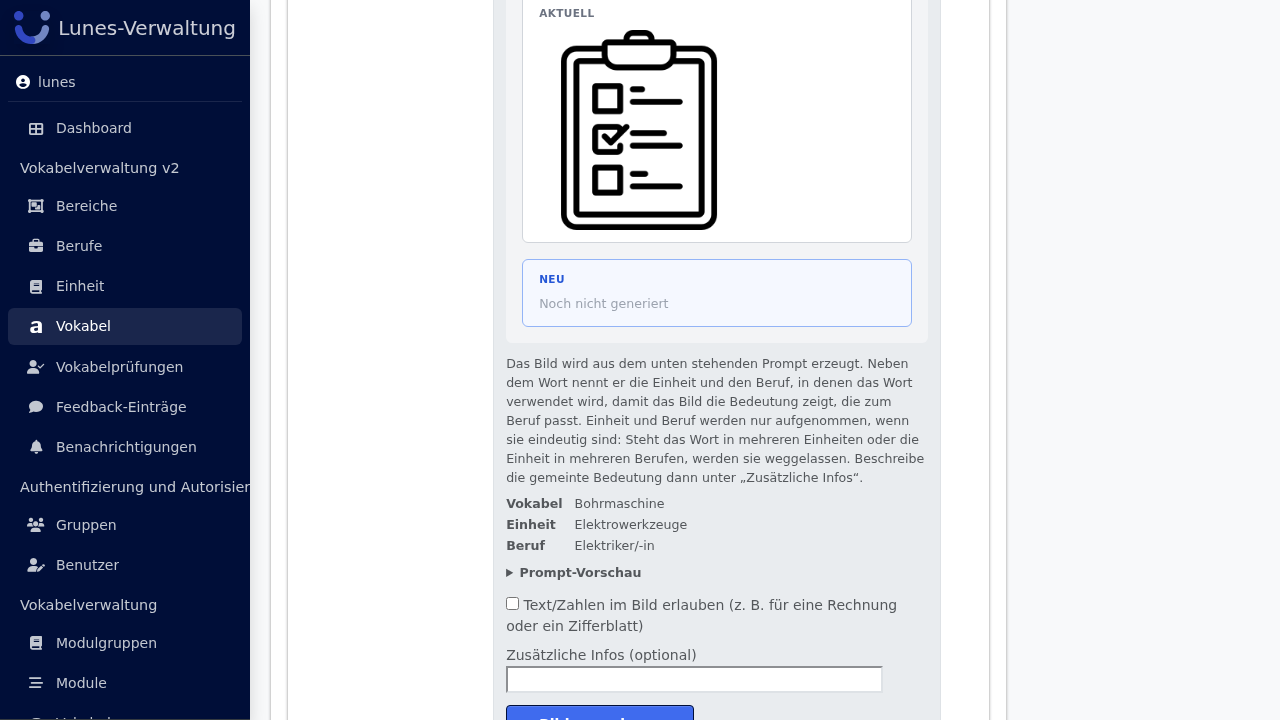 Lunes-Verwaltung
lunes
Dashboard
Vokabelverwaltung v2
Bereiche
Berufe
Einheit
Vokabel
Vokabelprüfungen
Feedback-Einträge
Benachrichtigungen
Authentifizierung und Autorisier
Gruppen
Benutzer
Vokabelverwaltung
Modulgruppen
Module
AKTUELL
NEU
Noch nicht generiert
Das Bild wird aus dem unten stehenden Prompt erzeugt. Neben
dem Wort nennt er die Einheit und den Beruf, in denen das Wort
verwendet wird, damit das Bild die Bedeutung zeigt, die zum
Beruf passt. Einheit und Beruf werden nur aufgenommen, wenn
sie eindeutig sind: Steht das Wort in mehreren Einheiten oder die
Einheit in mehreren Berufen, werden sie weggelassen. Beschreibe
die gemeinte Bedeutung dann unter „Zusätzliche Infos“.
Vokabel Bohrmaschine
Einheit Elektrowerkzeuge
Beruf Elektriker/-in
Prompt-Vorschau
Text/Zahlen im Bild erlauben (z. B. für eine Rechnung
oder ein Zifferblatt)
Zusätzliche Infos (optional)